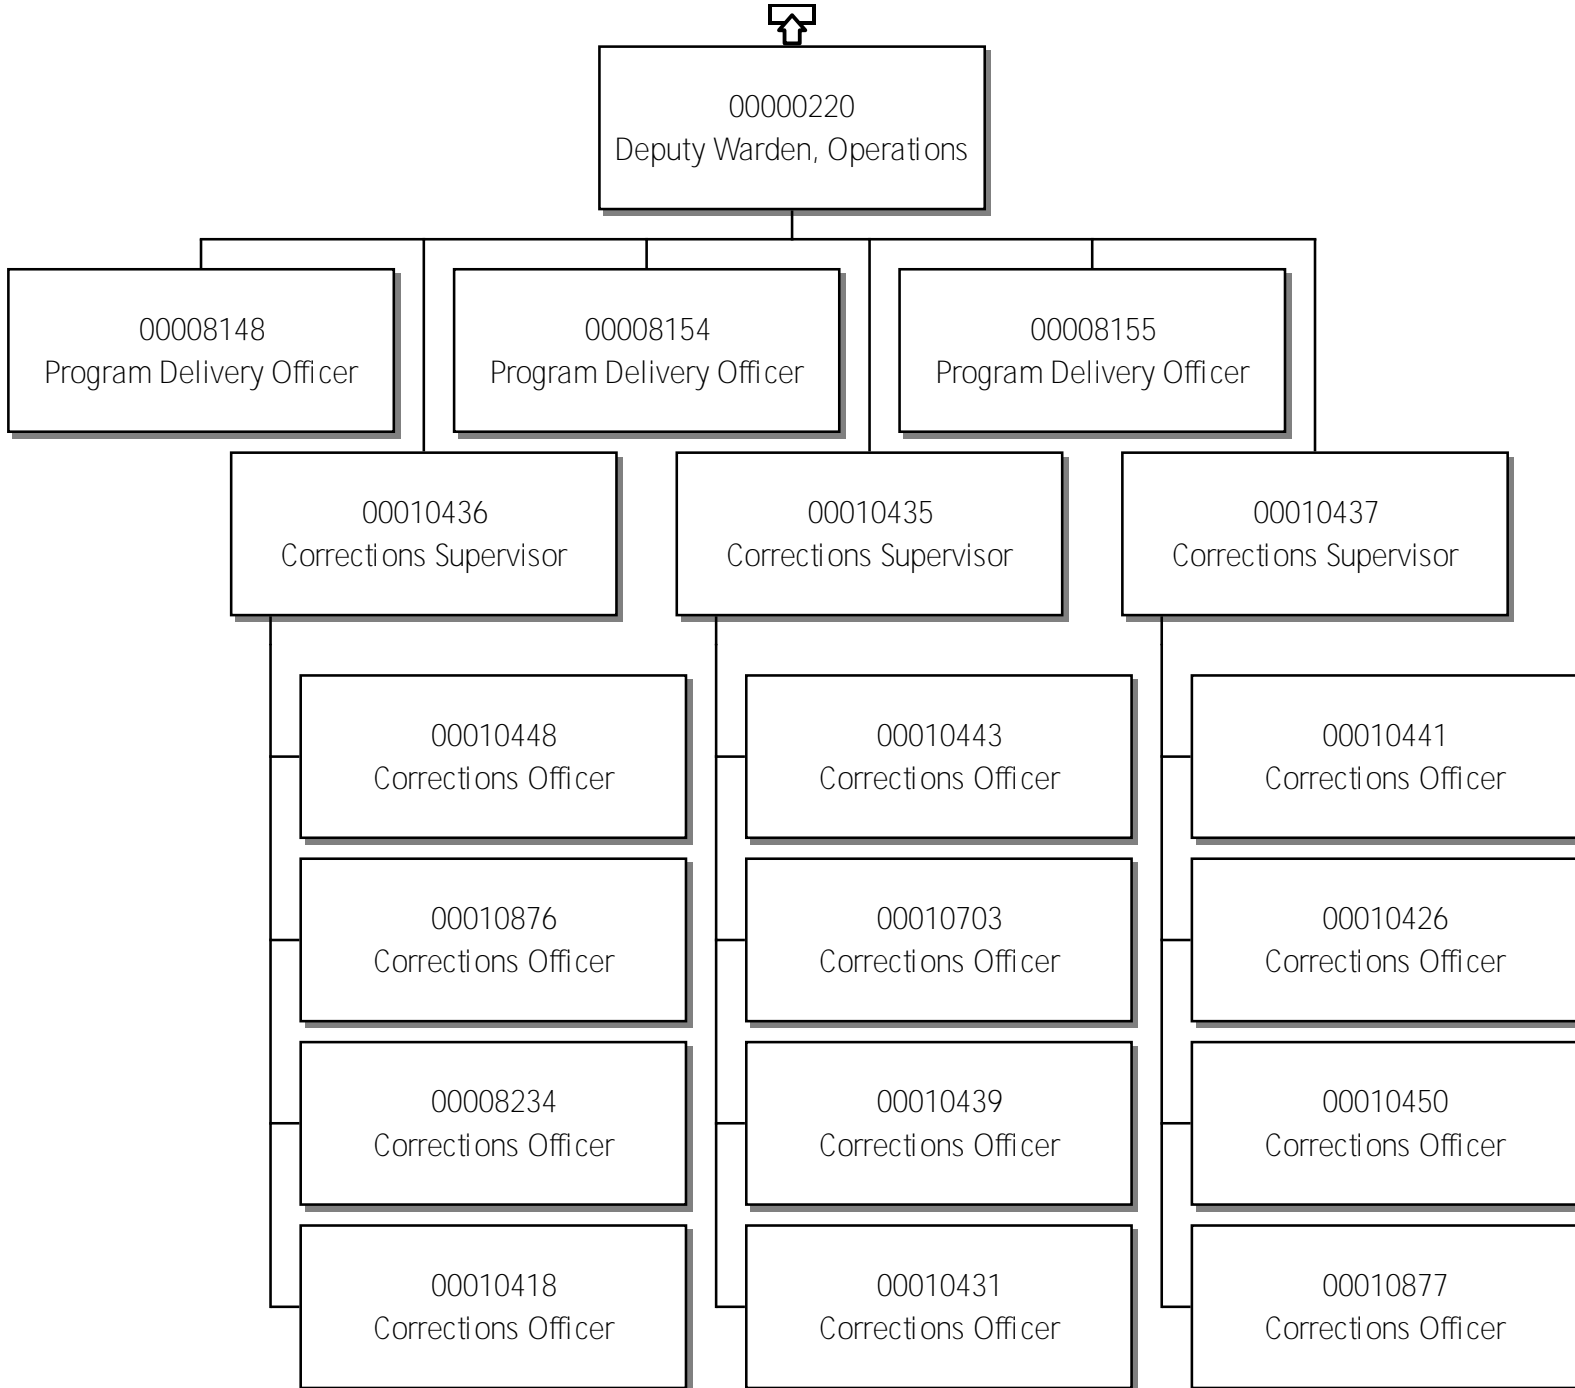 00000220
Deputy Warden, Operations
00008148
Program Delivery Officer
00008154
Program Delivery Officer
00008155
Program Delivery Officer
00010436
Corrections Supervisor
00010435
Corrections Supervisor
00010437
Corrections Supervisor
00010448
Corrections Officer
00010443
Corrections Officer
00010441
Corrections Officer
00010876
Corrections Officer
00010703
Corrections Officer
00010426
Corrections Officer
00008234
Corrections Officer
00010439
Corrections Officer
00010450
Corrections Officer
00010418
Corrections Officer
00010431
Corrections Officer
00010877
Corrections Officer